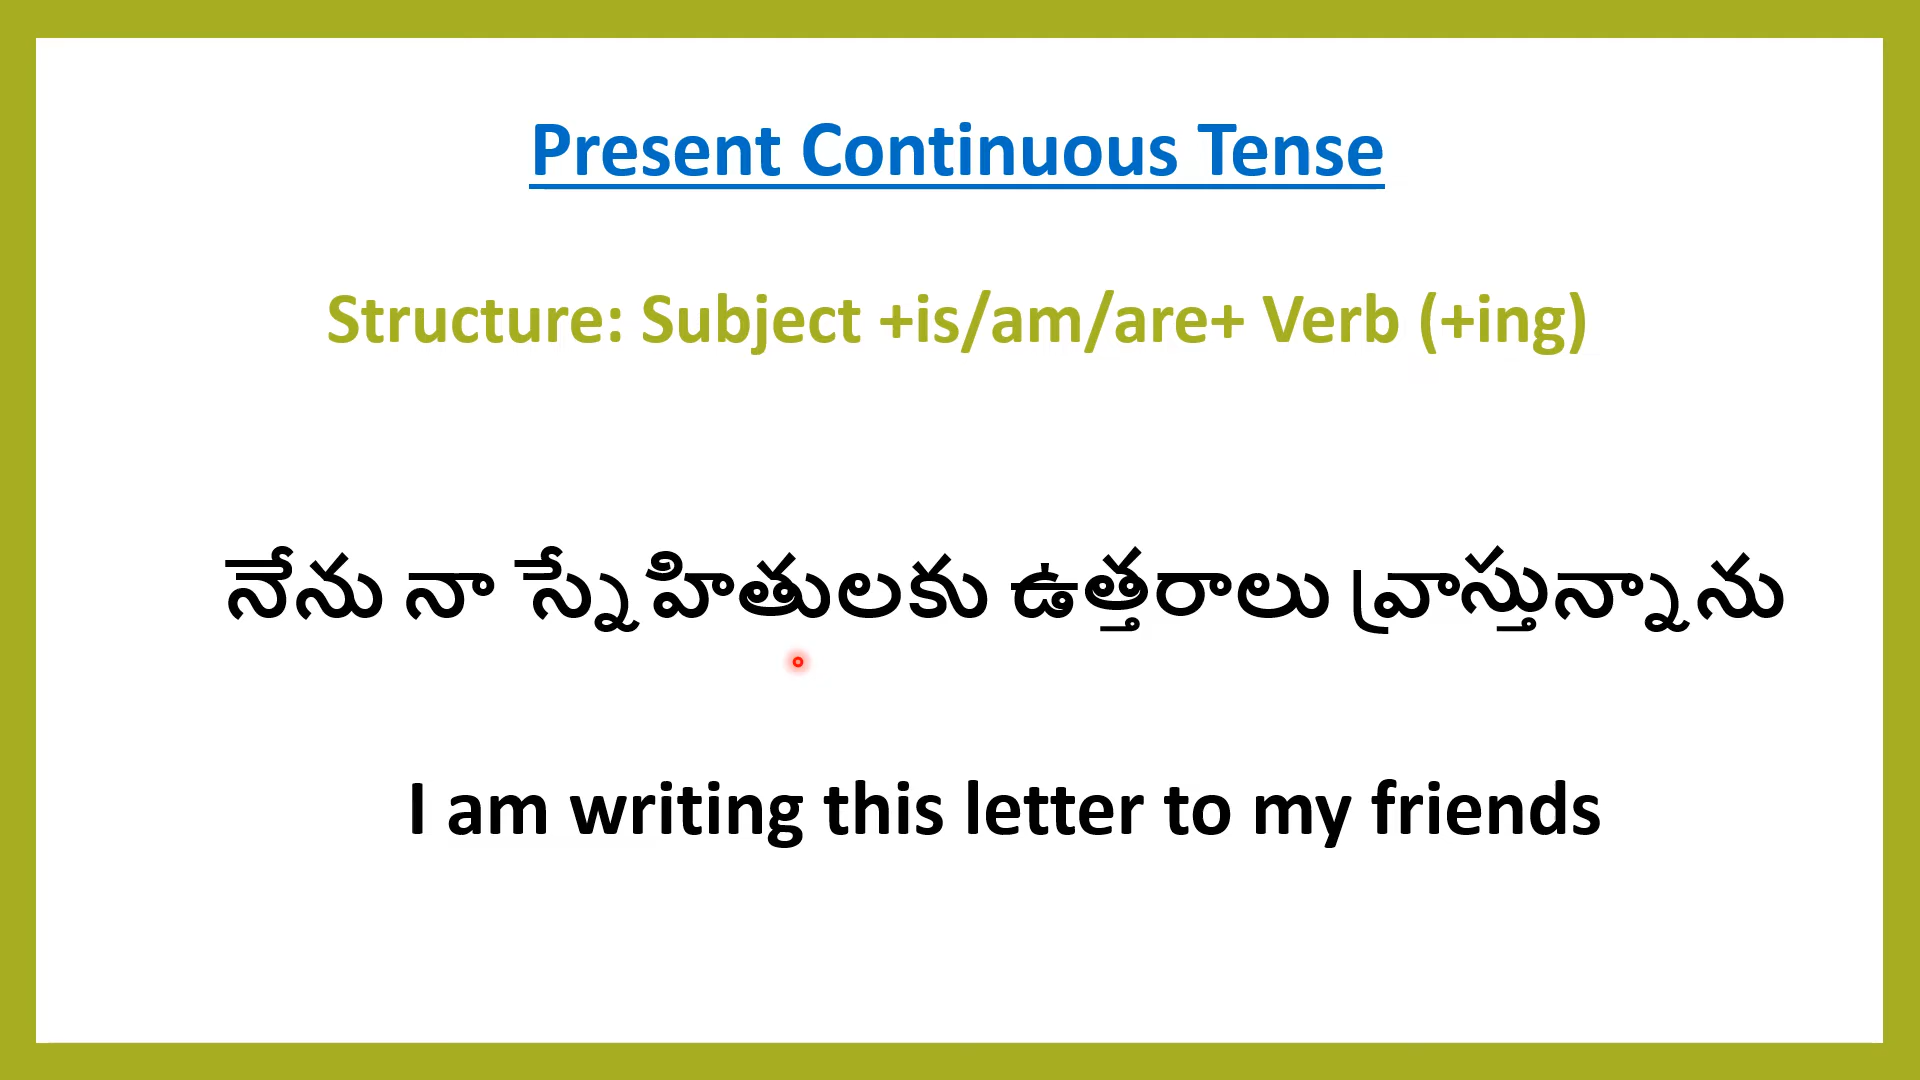 Present Continuous Tense
Structure: Subject +is/am/are+ Verb (+ing)
నేను నా స్నేహితులకు ఉత్తరాలు వ్రాస్తున్నాను
I am writing this letter to my friends